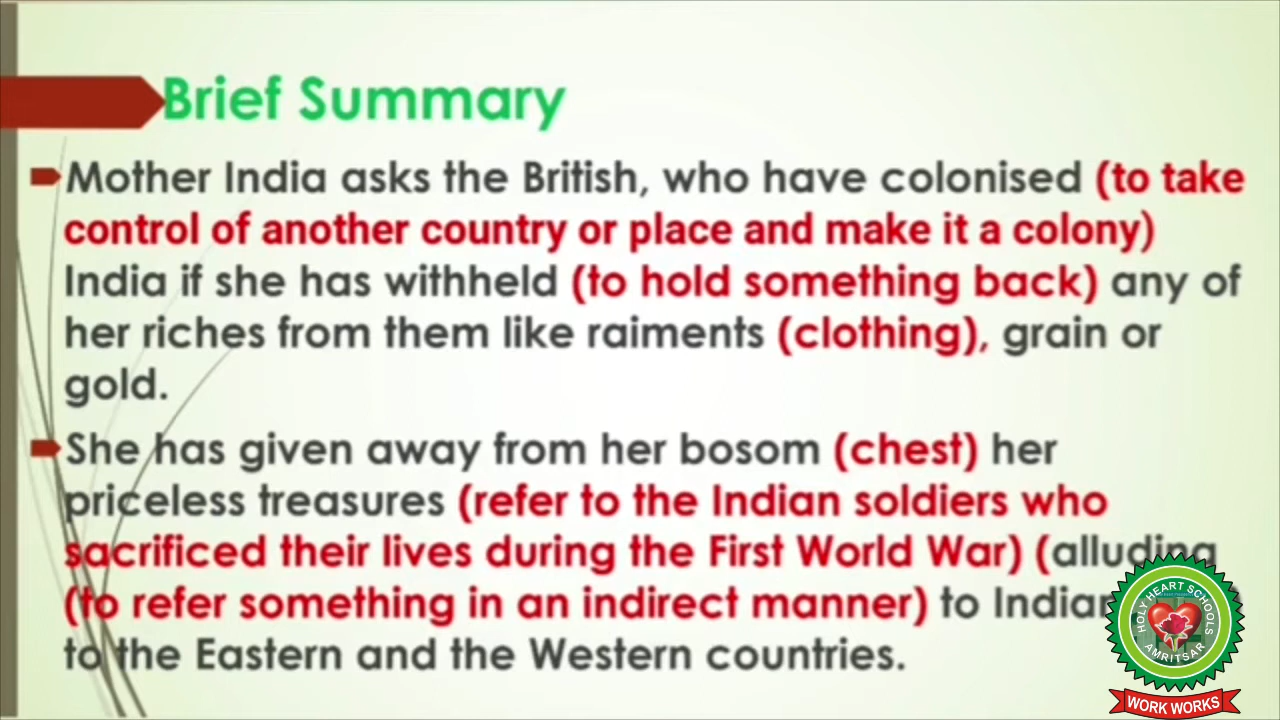 Brief Summary
Mother India asks the British, who have colonised (to take
control of another country or place and make it a colony)
India if she has withheld (to hold something back) any of
her riches from them like raiments (clothing), grain or
gold.
She has given away from her bosom (chest) her
priceless treasures (refer to the Indian soldiers who
sacrificed their lives during the First World War) (alluding
(to refer something in an indirect manner) to Indian
to the Eastern and the Western countries.
HOLY HEART SCHOOLS
AMRITSAR
WORK WORKS